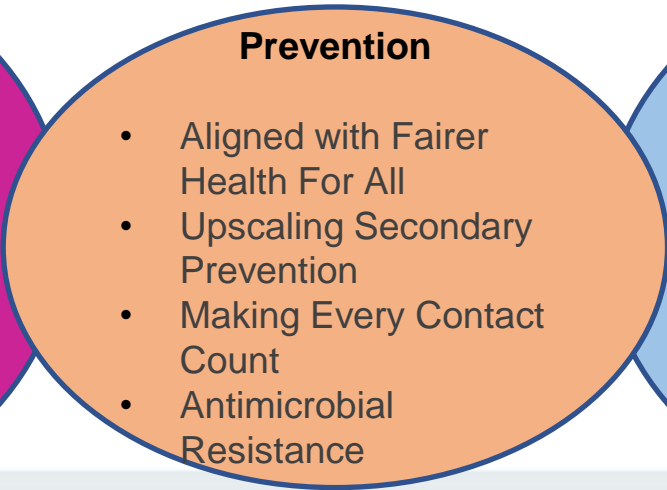 Prevention
• Aligned with Fairer
Health For All
• Upscaling Secondary
Prevention
• Making Every Contact
Count
• Antimicrobial
Resistance